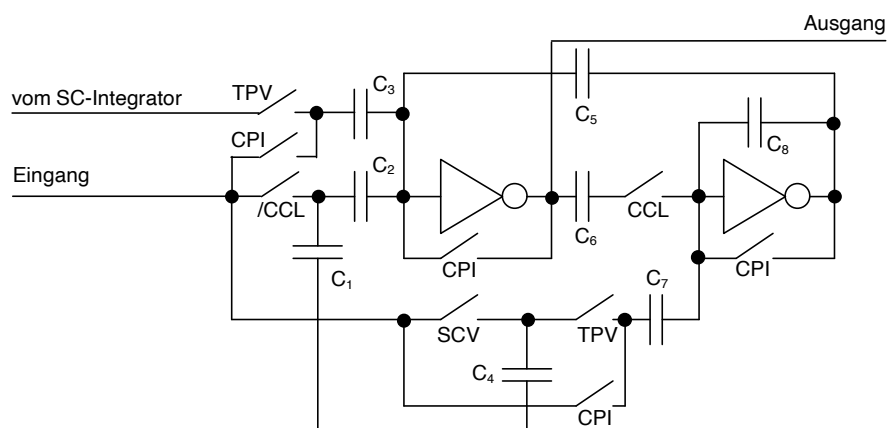 Ausgang
vom SC-Integrator
TPV
C3
C5
CPI
C8
Eingang
C2
/CCL
CCL
C6
C1
CPI
CPI
C7
SCV
TPV
C4
CPI